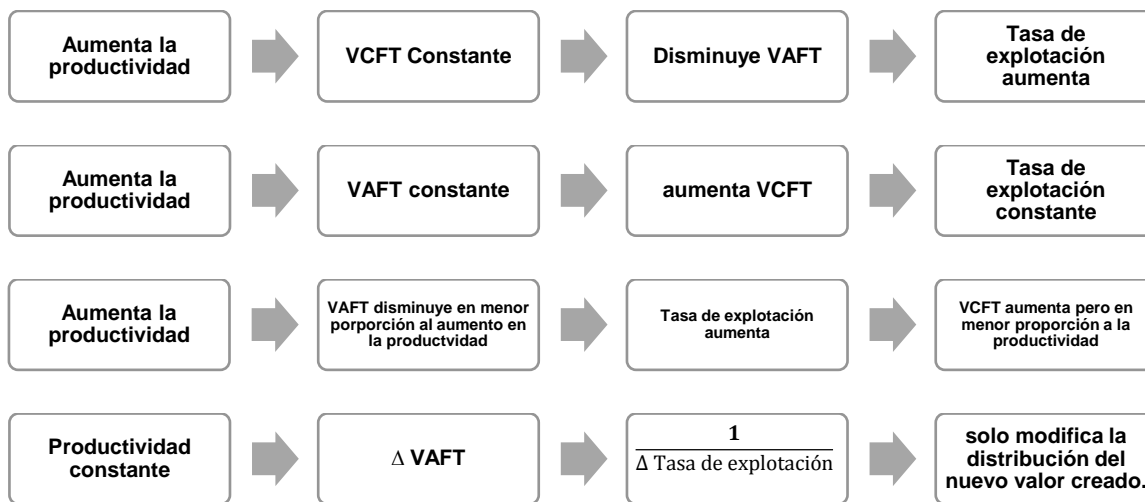 Aumenta la
productividad
VCFT Constante
Disminuye VAFT
Tasa de
explotación
aumenta
Aumenta la
productividad
VAFT constante
aumenta VCFT
Tasa de
explotación
constante
Aumenta la
productividad
VAFT disminuye en menor
porporción al aumento en
la productvidad
Tasa de explotación
aumenta
VCFT aumenta pero en
menor proporción a la
productividad
Productividad
constante
Δ VAFT
1
Δ Tasa de explotación
solo modifica la
distribución del
nuevo valor creado.